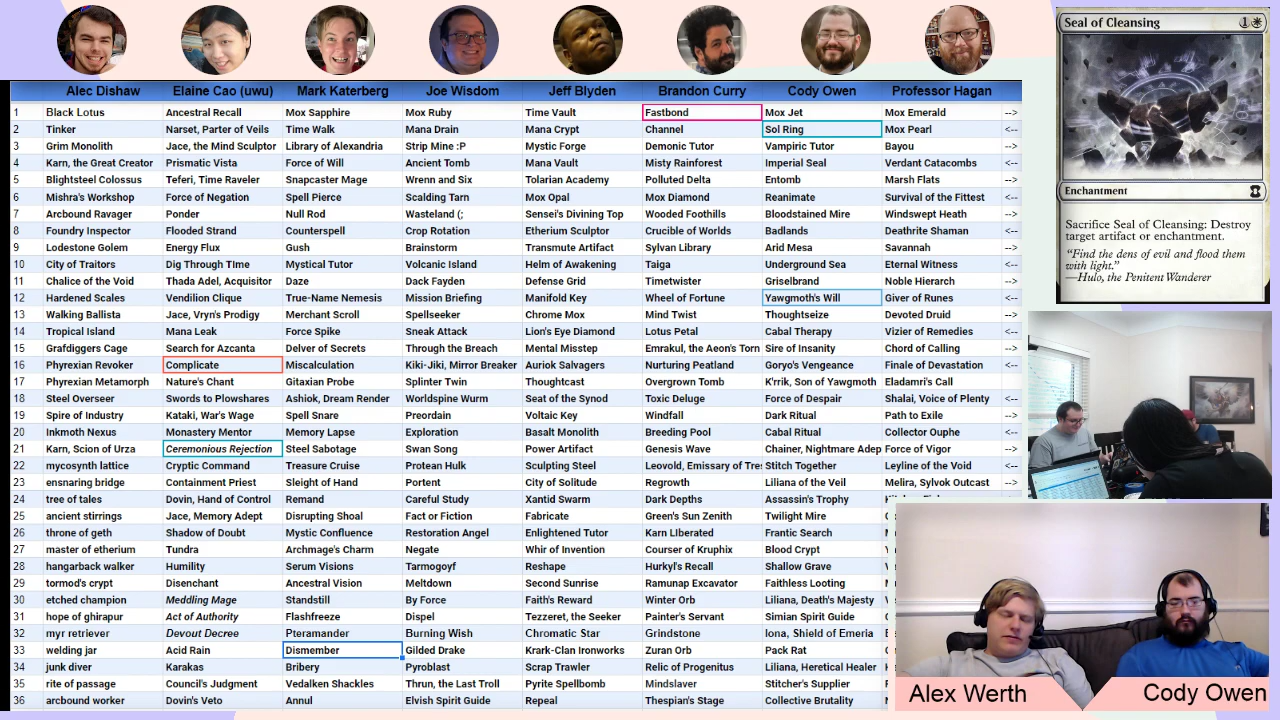 Alec Dishaw Elaine Cao (uwu) Mark Katerberg Joe Wisdom Jeff Blyden Brandon Curry Cody Owen Professor Hagan
1 Black Lotus Ancestral Recall Mox Sapphire Mox Ruby Time Vault Fastbond Mox Jet Mox Emerald -->
2 Tinker Narset, Parter of Veils Time Walk Mana Drain Mana Crypt Channel Sol Ring Mox Pearl <--
3 Grim Monolith Jace, the Mind Sculptor Library of Alexandria Strip Mine :P Mystic Forge Demonic Tutor Vampiric Tutor Bayou -->
4 Karn, the Great Creator Prismatic Vista Force of Will Ancient Tomb Mana Vault Misty Rainforest Imperial Seal Verdant Catacombs <--
5 Blightsteel Colossus Teferi, Time Raveler Snapcaster Mage Wrenn and Six Tolarian Academy Polluted Delta Entomb Marsh Flats -->
6 Mishra's Workshop Force of Negation Spell Pierce Scalding Tarn Mox Opal Mox Diamond Reanimate Survival of the Fittest <--
7 Arcbound Ravager Ponder Null Rod Wasteland (; Sensei's Divining Top Wooded Foothills Bloodstained Mire Windswept Heath -->
8 Foundry Inspector Flooded Strand Counterspell Crop Rotation Etherium Sculptor Crucible of Worlds Badlands Deathrite Shaman <--
9 Lodestone Golem Energy Flux Gush Brainstorm Transmute Artifact Sylvan Library Arid Mesa Savannah -->
10 City of Traitors Dig Through TIme Mystical Tutor Volcanic Island Helm of Awakening Taiga Underground Sea Eternal Witness <--
11 Chalice of the Void Thada Adel, Acquisitor Daze Dack Fayden Defense Grid Timetwister Griselbrand Noble Hierarch -->
12 Hardened Scales Vendilion Clique True-Name Nemesis Mission Briefing Manifold Key Wheel of Fortune Yawgmoth's Will Giver of Runes <--
13 Walking Ballista Jace, Vryn's Prodigy Merchant Scroll Spellseeker Chrome Mox Mind Twist Thoughtseize Devoted Druid -->
14 Tropical Island Mana Leak Force Spike Sneak Attack Lion's Eye Diamond Lotus Petal Cabal Therapy Vizier of Remedies <--
15 Grafdiggers Cage Search for Azcanta Delver of Secrets Through the Breach Mental Misstep Emrakul, the Aeon's Torn Sire of Insanity Chord of Calling -->
16 Phyrexian Revoker Complicate Miscalculation Kiki-Jiki, Mirror Breaker Auriok Salvagers Nurturing Peatland Goryo's Vengeance Finale of Devastation <--
17 Phyrexian Metamorph Nature's Chant Gitaxian Probe Splinter Twin Thoughtcast Overgrown Tomb K'rrik, Son of Yawgmoth Eladamri's Call
18 Steel Overseer Swords to Plowshares Ashiok, Dream Render Worldspine Wurm Seat of the Synod Toxic Deluge Force of Despair Shalai, Voice of Plenty <--
19 Spire of Industry Kataki, War's Wage Spell Snare Preordain Voltaic Key Windfall Dark Ritual Path to Exile -->
20 Inkmoth Nexus Monastery Mentor Memory Lapse Exploration Basalt Monolith Breeding Pool Cabal Ritual Collector Ouphe <--
21 Karn, Scion of Urza Ceremonious Rejection Steel Sabotage Swan Song Power Artifact Genesis Wave Chainer, Nightmare Adep Force of Vigor -->
22 mycosynth lattice Cryptic Command Treasure Cruise Protean Hulk Sculpting Steel Leovold, Emissary of Tres Stitch Together Leyline of the Void <--
23 ensnaring bridge Containment Priest Sleight of Hand Portent City of Solitude Regrowth Liliana of the Veil Melira, Sylvok Outcast -->
24 tree of tales Dovin, Hand of Control Remand Careful Study Xantid Swarm Dark Depths Assassin's Trophy
25 ancient stirrings Jace, Memory Adept Disrupting Shoal Fact or Fiction Fabricate Green's Sun Zenith Twilight Mire
26 throne of geth Shadow of Doubt Mystic Confluence Restoration Angel Enlightened Tutor Karn LIberated Frantic Search
27 master of etherium Tundra Archmage's Charm Negate Whir of Invention Courser of Kruphix Blood Crypt
28 hangarback walker Humility Serum Visions Tarmogoyf Reshape Hurkyl's Recall Shallow Grave
29 tormod's crypt Disenchant Ancestral Vision Meltdown Second Sunrise Ramunap Excavator Faithless Looting
30 etched champion Meddling Mage Standstill By Force Faith's Reward Winter Orb Liliana, Death's Majesty
31 hope of ghirapur Act of Authority Flashfreeze Dispel Tezzeret, the Seeker Painter's Servant Simian Spirit Guide
32 myr retriever Devout Decree Pteramander Burning Wish Chromatic Star Grindstone Iona, Shield of Emeria
33 welding jar Acid Rain Dismember Gilded Drake Krark-Clan Ironworks Zuran Orb Pack Rat
34 junk diver Karakas Bribery Pyroblast Scrap Trawler Relic of Progenitus Liliana, Heretical Healer
35 rite of passage Council's Judgment Vedalken Shackles Thrun, the Last Troll Pyrite Spellbomb Mindslaver Stitcher's Supplier
36 arcbound worker Dovin's Veto Annul Elvish Spirit Guide Repeal Thespian's Stage Collective Brutality
Seal of Cleansing 1
Enchantment
Sacrifice Seal of Cleansing: Destroy
target artifact or enchantment.
"Find the dens of evil and flood them
with light."
—Hulo, the Penitent Wanderer
Alex Werth
Cody Owen